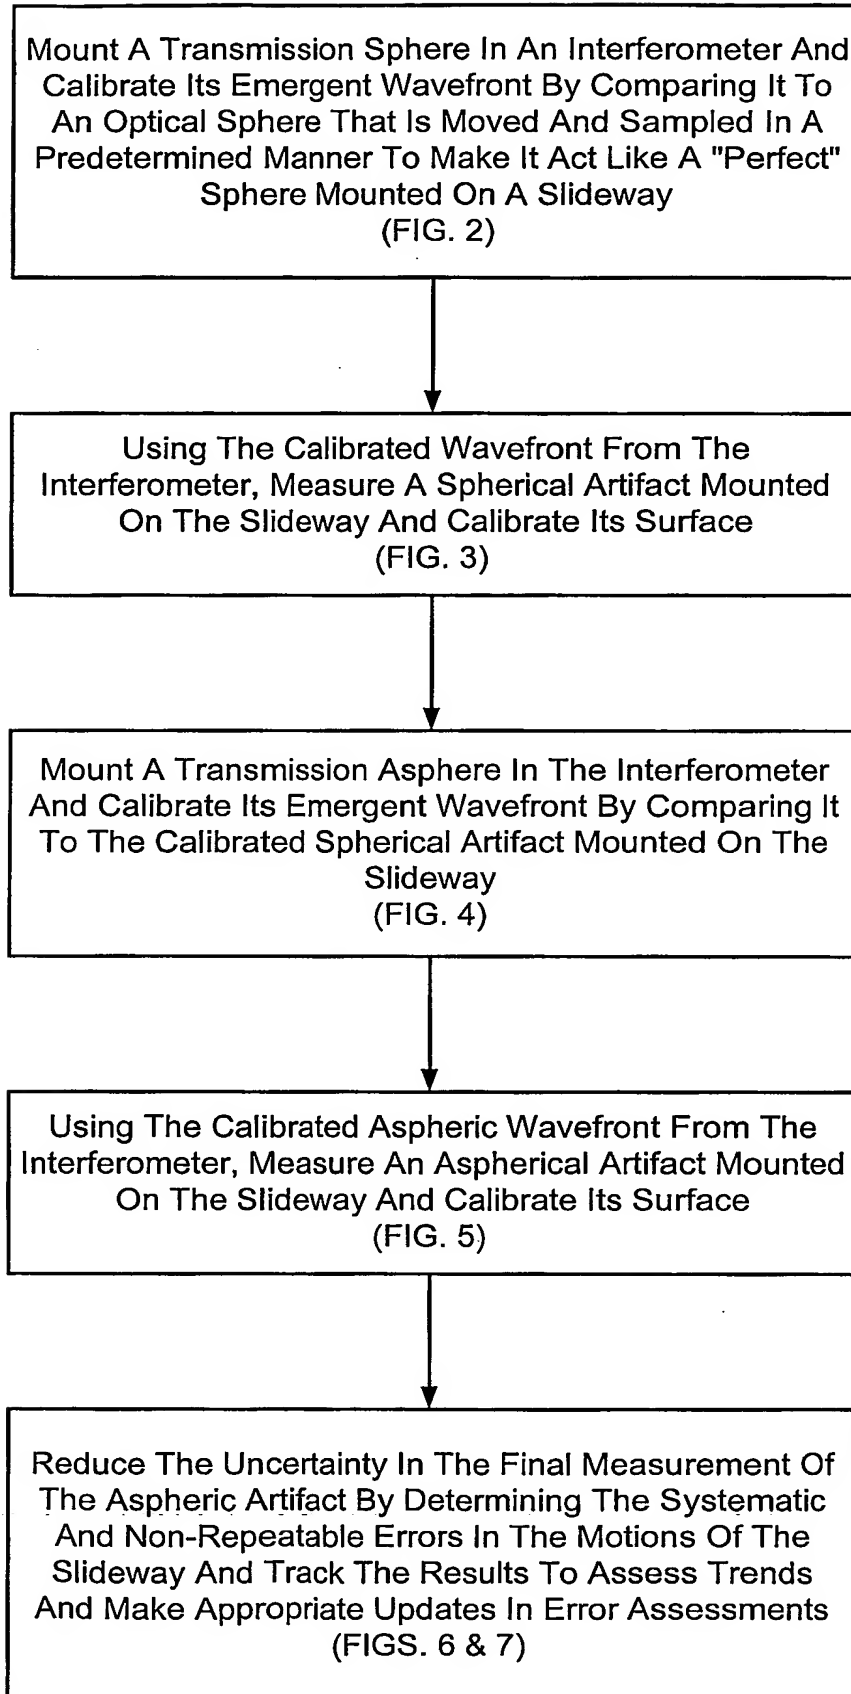 Mount A Transmission Sphere In An Interferometer And
Calibrate Its Emergent Wavefront By Comparing It To
An Optical Sphere That Is Moved And Sampled In A
Predetermined Manner To Make It Act Like A "Perfect"
Sphere Mounted On A Slideway
(FIG. 2)
Using The Calibrated Wavefront From The
Interferometer, Measure A Spherical Artifact Mounted
On The Slideway And Calibrate Its Surface
(FIG. 3)
Mount A Transmission Asphere In The Interferometer
And Calibrate Its Emergent Wavefront By Comparing It
To The Calibrated Spherical Artifact Mounted On The
Slideway
(FIG. 4)
Using The Calibrated Aspheric Wavefront From The
Interferometer, Measure An Aspherical Artifact Mounted
On The Slideway And Calibrate Its Surface
(FIG. 5)
Reduce The Uncertainty In The Final Measurement Of
The Aspheric Artifact By Determining The Systematic
And Non-Repeatable Errors In The Motions Of The
Slideway And Track The Results To Assess Trends
And Make Appropriate Updates In Error Assessments
(FIGS. 6 & 7)